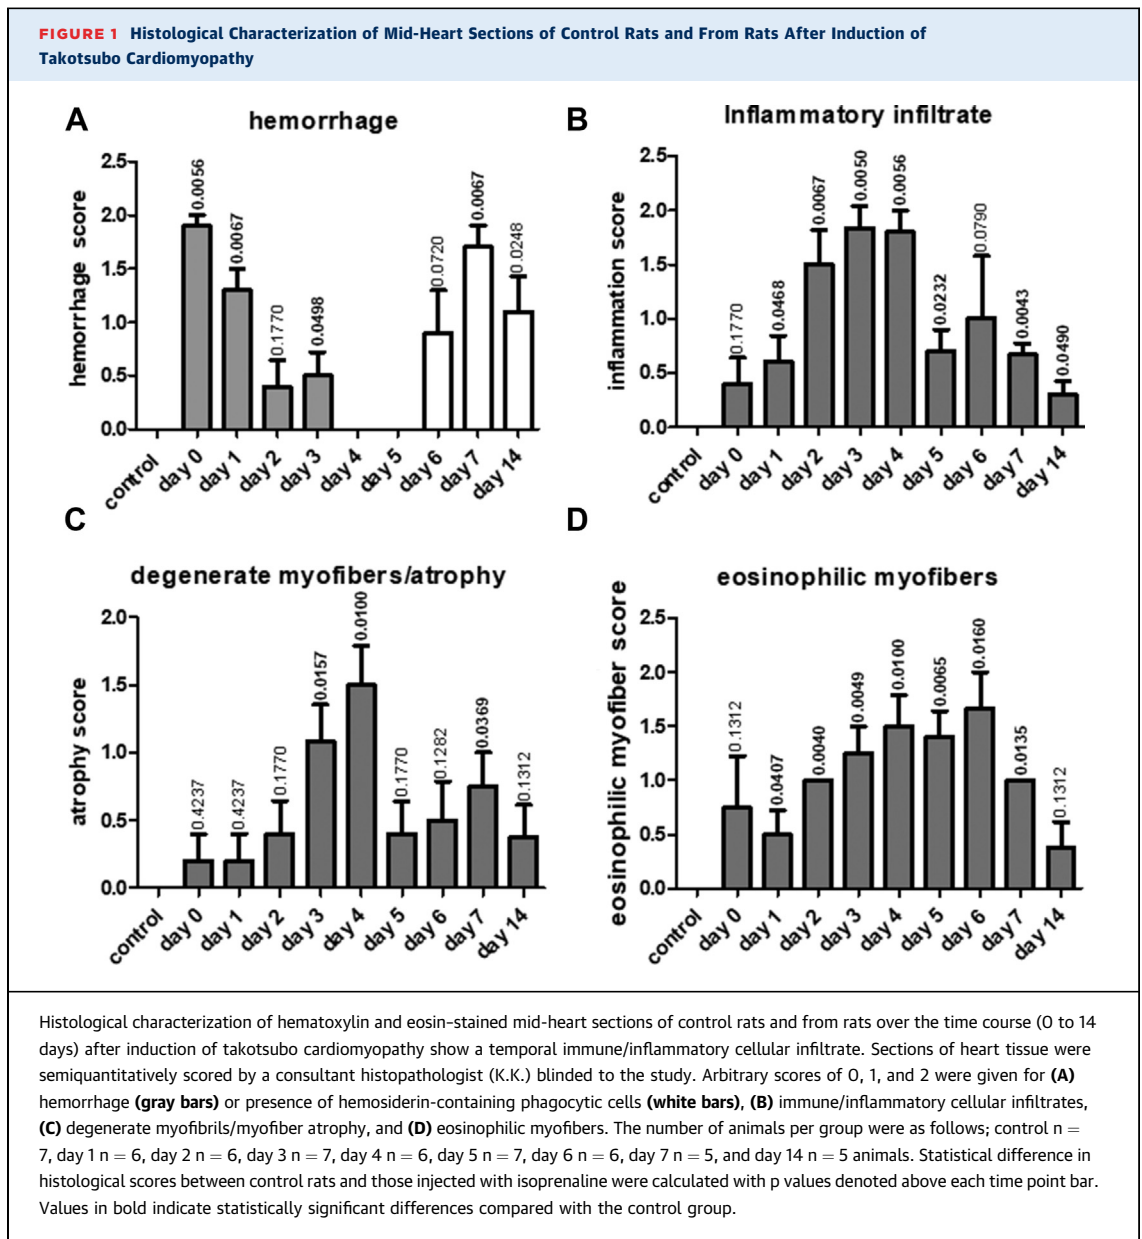 FIGURE 1 Histological Characterization of Mid-Heart Sections of Control Rats and From Rats After Induction of
Takotsubo Cardiomyopathy
A
hemorrhage
hemorrhage score
2.5
2.0
1.5
1.0
0.5
0.0
0.0056
0.0067
0.1770
0.0498
0.0720
0.0067
0.0248
control
day 0
day 1
day 2
day 3
day 4
day 5
day 6
day 7
day 14
B
Inflammatory infiltrate
inflammation score
2.5
2.0
1.5
1.0
0.5
0.0
0.1770
0.0468
0.0067
0.0050
0.0056
0.0232
0.0790
0.0043
0.0490
control
day 0
day 1
day 2
day 3
day 4
day 5
day 6
day 7
day 14
C
degenerate myofibers/atrophy
atrophy score
2.0
1.5
1.0
0.5
0.0
0.4237
0.4237
0.1770
0.0157
0.0100
0.1770
0.1282
0.0369
0.1312
control
day 0
day 1
day 2
day 3
day 4
day 5
day 6
day 7
day 14
D
eosinophilic myofibers
eosinophilic myofiber score
2.5
2.0
1.5
1.0
0.5
0.0
0.1312
0.0407
0.0040
0.0049
0.0100
0.0065
0.0160
0.0135
0.1312
control
day 0
day 1
day 2
day 3
day 4
day 5
day 6
day 7
day 14
Histological characterization of hematoxylin and eosin-stained mid-heart sections of control rats and from rats over the time course (0 to 14
days) after induction of takotsubo cardiomyopathy show a temporal immune/inflammatory cellular infiltrate. Sections of heart tissue were
semiquantitatively scored by a consultant histopathologist (K.K.) blinded to the study. Arbitrary scores of 0, 1, and 2 were given for (A)
hemorrhage (gray bars) or presence of hemosiderin-containing phagocytic cells (white bars), (B) immune/inflammatory cellular infiltrates,
(C) degenerate myofibrils/myofiber atrophy, and (D) eosinophilic myofibers. The number of animals per group were as follows; control n =
7, day 1 n = 6, day 2 n = 6, day 3 n = 7, day 4 n = 6, day 5 n = 7, day 6 n = 6, day 7 n = 5, and day 14 n = 5 animals. Statistical difference in
histological scores between control rats and those injected with isoprenaline were calculated with p values denoted above each time point bar.
Values in bold indicate statistically significant differences compared with the control group.